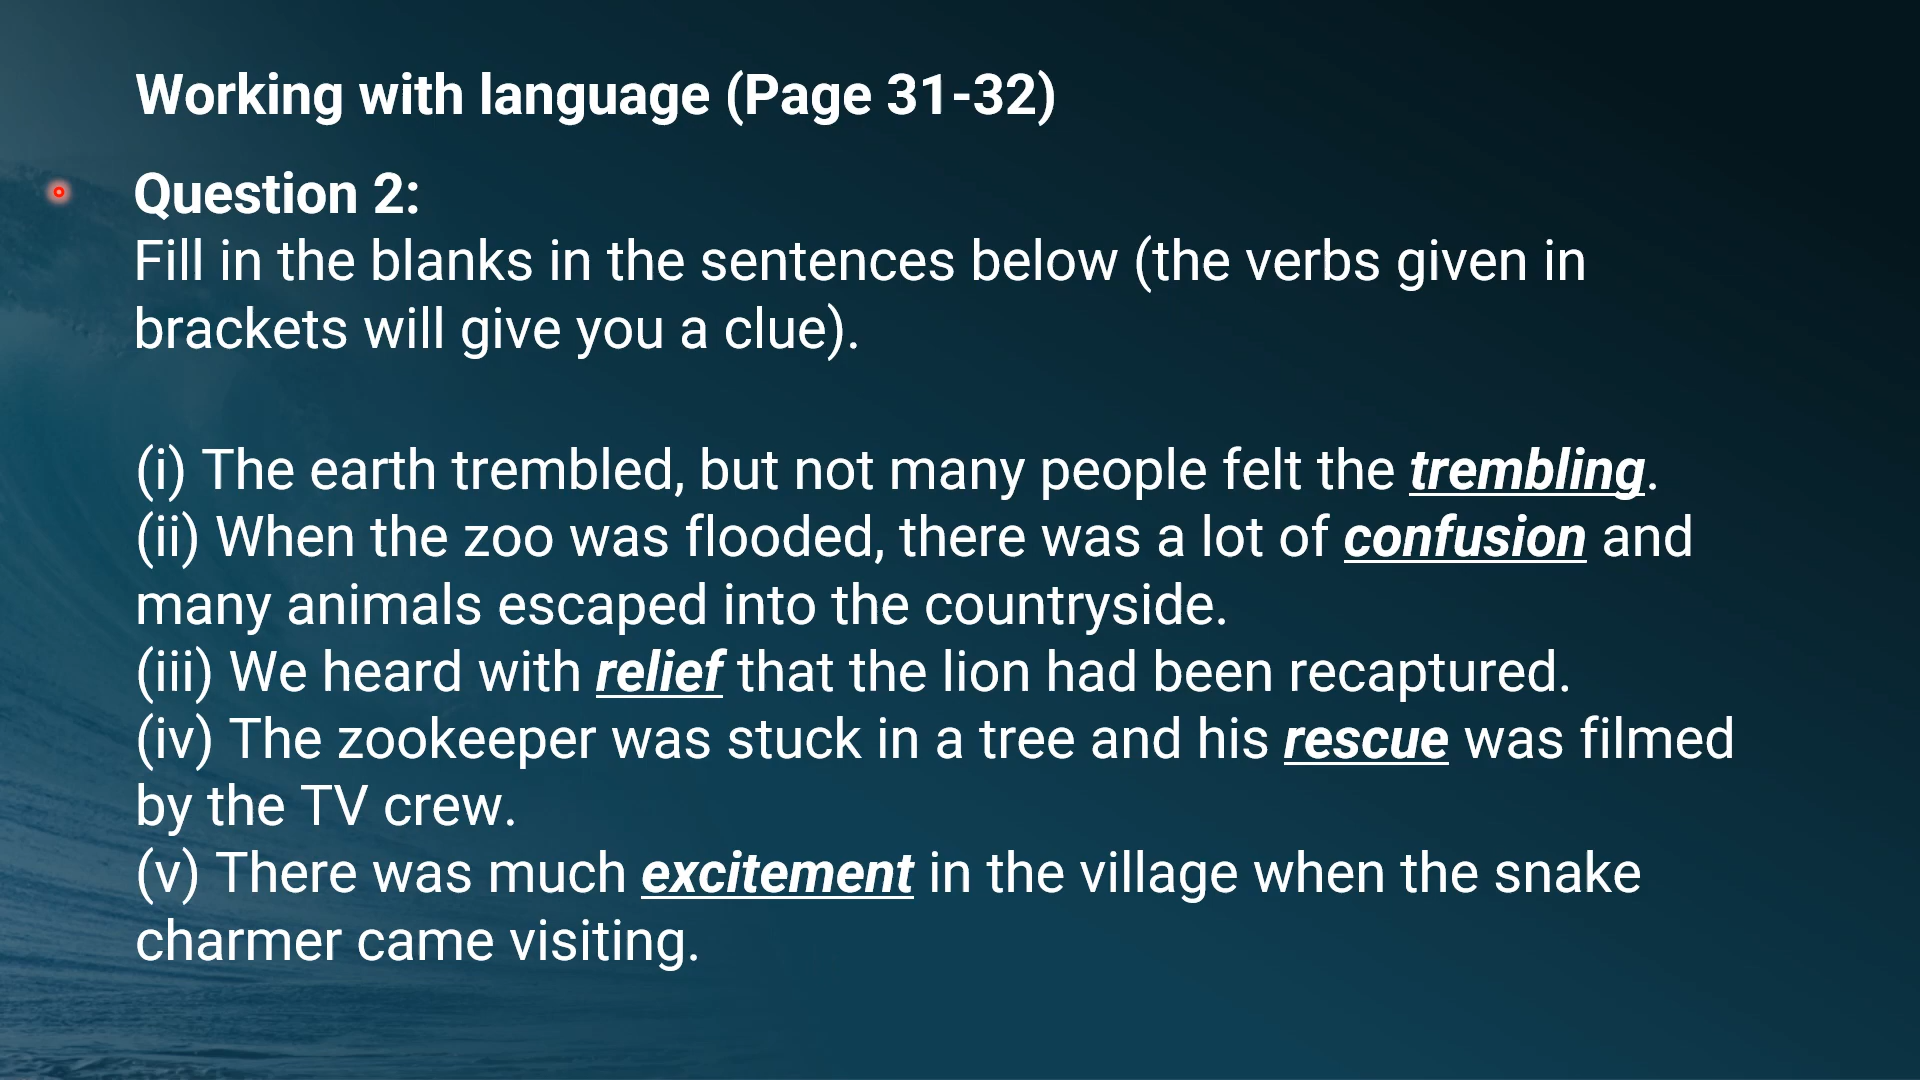 Working with language (Page 31-32)
Question 2:
Fill in the blanks in the sentences below (the verbs given in
brackets will give you a clue).
(i) The earth trembled, but not many people felt the trembling.
(ii) When the zoo was flooded, there was a lot of confusion and
many animals escaped into the countryside.
(iii) We heard with relief that the lion had been recaptured.
(iv) The zookeeper was stuck in a tree and his rescue was filmed
by the TV crew.
(v) There was much excitement in the village when the snake
charmer came visiting.